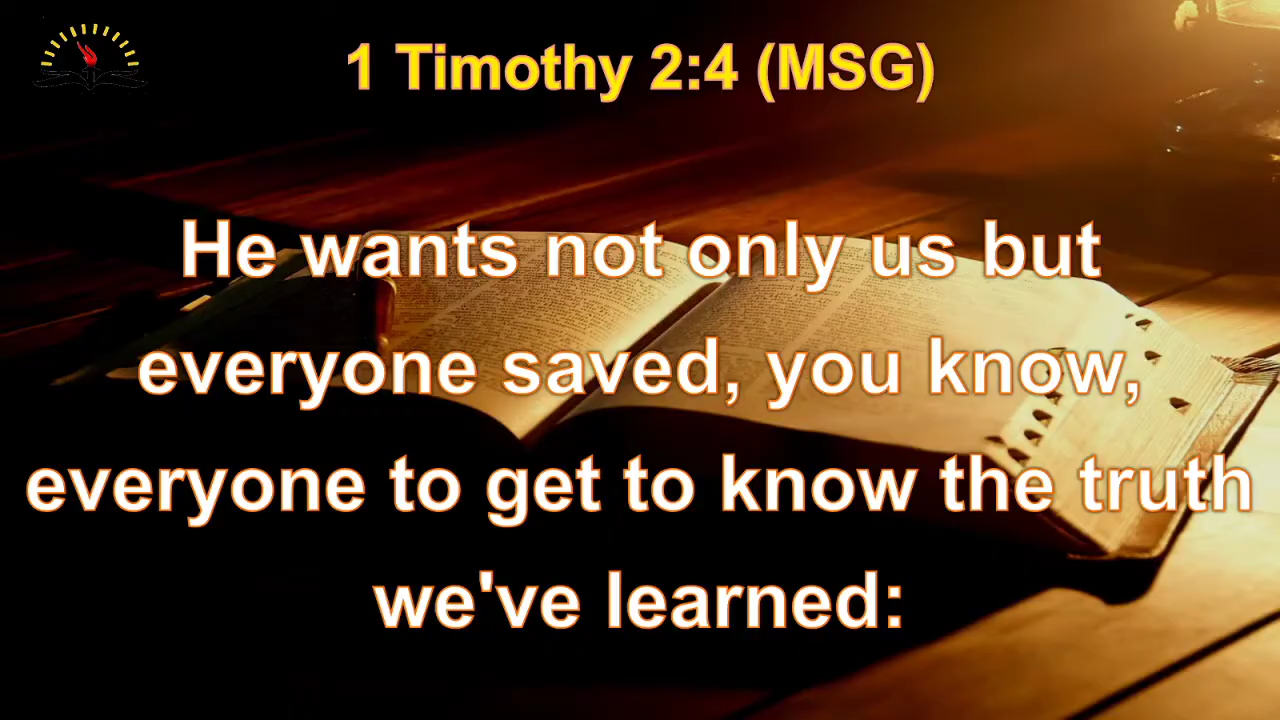 1 Timothy 2:4 (MSG)
He wants not only us but
everyone saved, you know,
everyone to get to know the truth
we've learned: